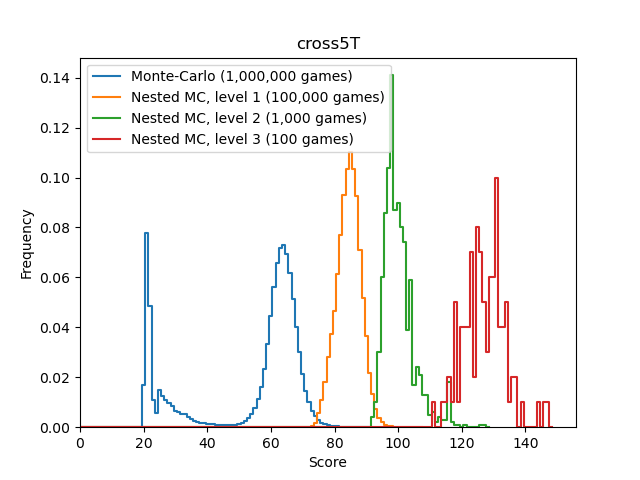 cross5T
Monte-Carlo (1,000,000 games)
Nested MC, level 1 (100,000 games)
Nested MC, level 2 (1,000 games)
Nested MC, level 3 (100 games)
Frequency
0.14
0.12
0.10
0.08
0.06
0.04
0.02
0.00
0 20 40 60 80 100 120 140
Score